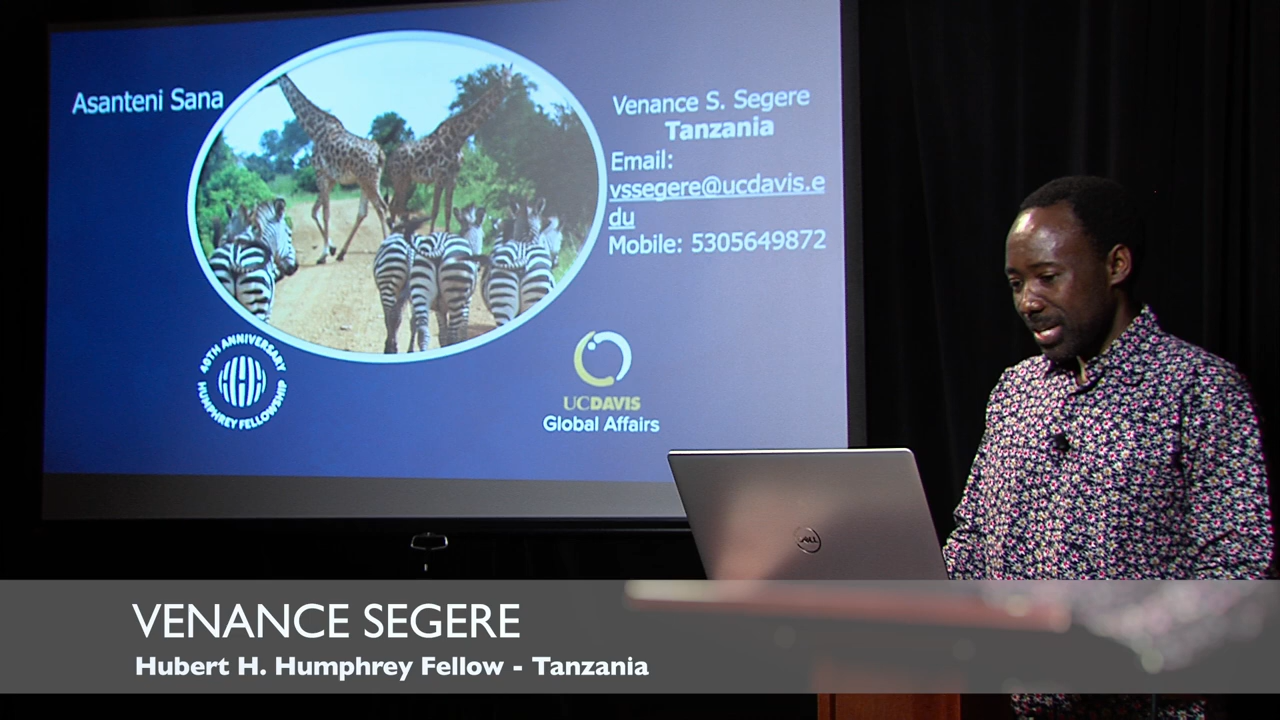 Asanteni Sana
Venance S. Segere
Tanzania
Email:
vssegere@ucdavis.e
du
Mobile: 5305649872
40TH ANNIVERSARY
HUMPHREY FELLOWSHIP
UCDAVIS
Global Affairs
DELL
VENANCE SEGERE
Hubert H. Humphrey Fellow - Tanzania